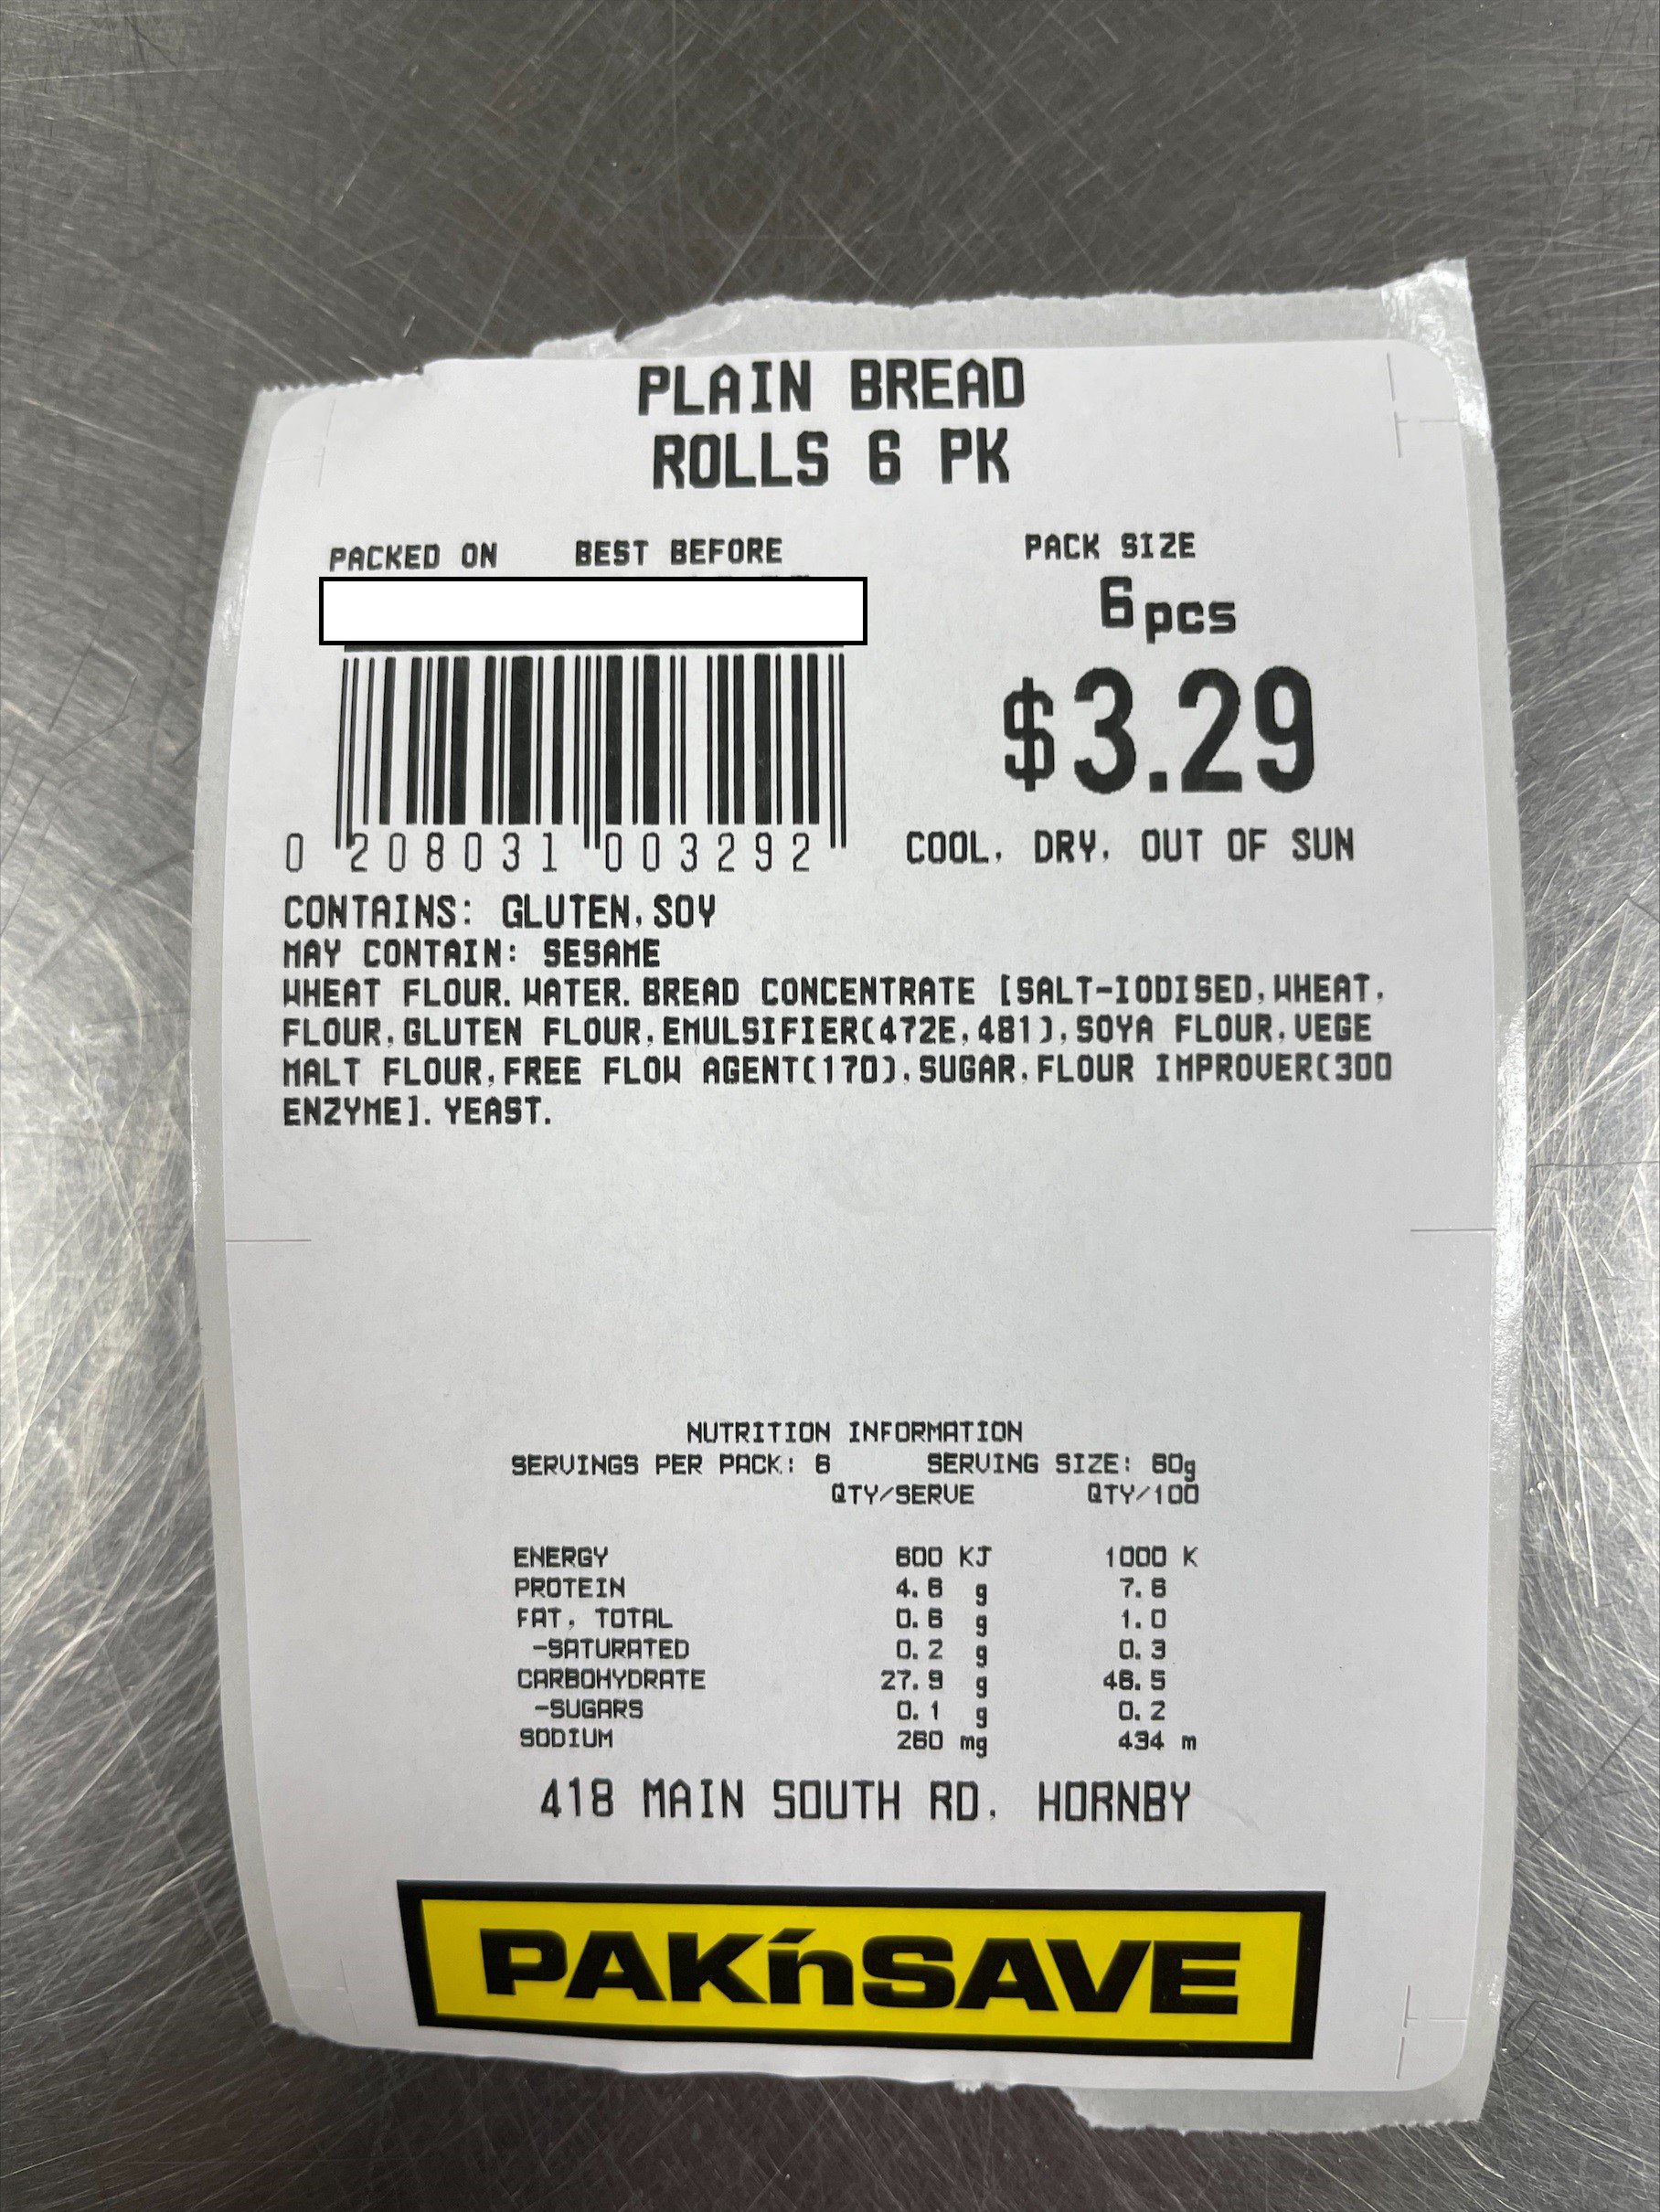 PLAIN BREAD
ROLLS 6 PK
PACKED ON BEST BEFORE
PACK SIZE
6pcs
$3.29
0 208031 003292
COOL, DRY, OUT OF SUN
CONTAINS: GLUTEN,SOY
MAY CONTAIN: SESAME
WHEAT FLOUR. WATER. BREAD CONCENTRATE [SALT-IODISED,WHEAT,
FLOUR,GLUTEN FLOUR,EMULSIFIER(472E,481),SOYA FLOUR,VEGE
MALT FLOUR,FREE FLOW AGENT(170),SUGAR,FLOUR IMPROVER(300
ENZYME]. YEAST.
NUTRITION INFORMATION
SERVINGS PER PACK: 6 SERVING SIZE: 60g
QTY/SERVE QTY/100
ENERGY 600 KJ 1000 K
PROTEIN 4.6 g 7.6
FAT, TOTAL 0.6 g 1.0
-SATURATED 0.2 g 0.3
CARBOHYDRATE 27.9 g 46.5
-SUGARS 0.1 g 0.2
SODIUM 260 mg 434 m
418 MAIN SOUTH RD, HORNBY
PAK'nSAVE